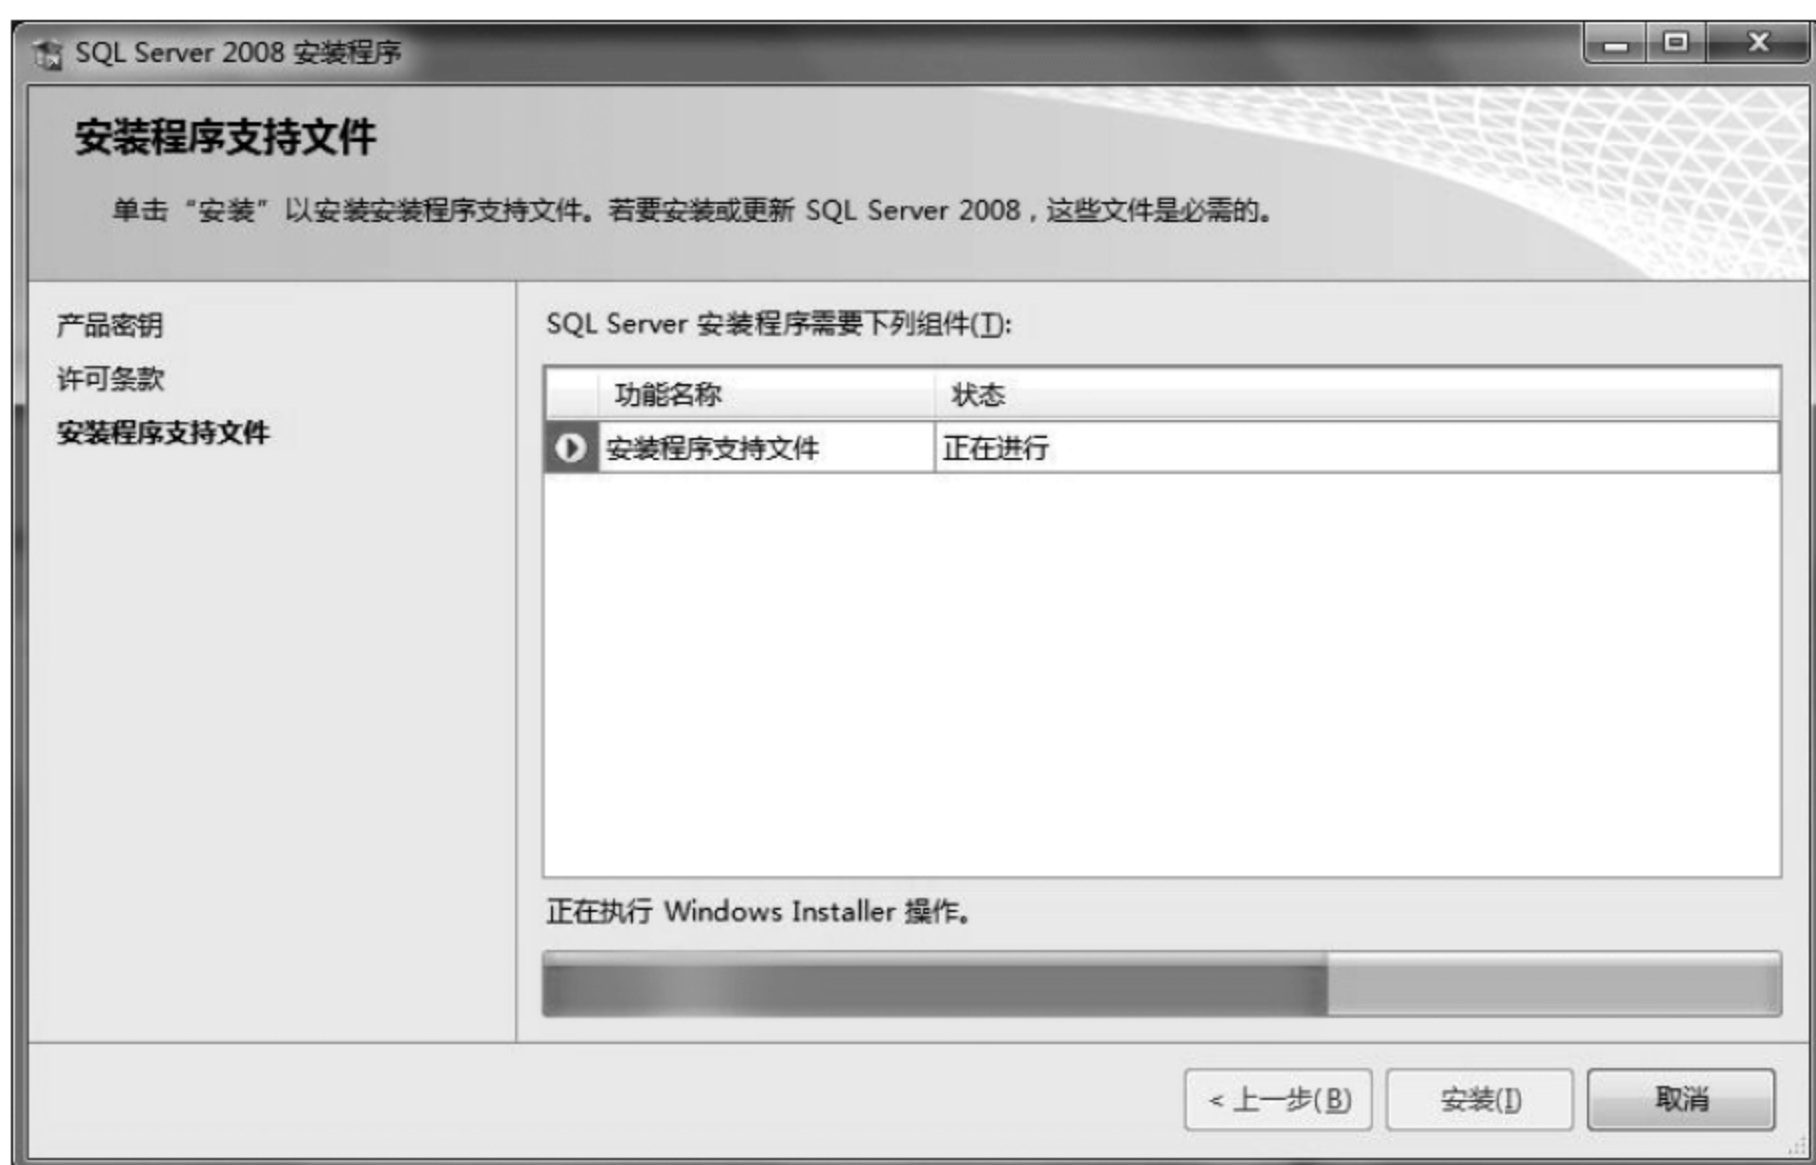 SQL Server 2008 安装程序
安装程序支持文件
单击“安装”以安装安装程序支持文件。若要安装或更新 SQL Server 2008，这些文件是必需的。
产品密钥
许可条款
安装程序支持文件
SQL Server 安装程序需要下列组件(T):
功能名称 状态
安装程序支持文件 正在进行
正在执行 Windows Installer 操作。
< 上一步(B) 安装(I) 取消